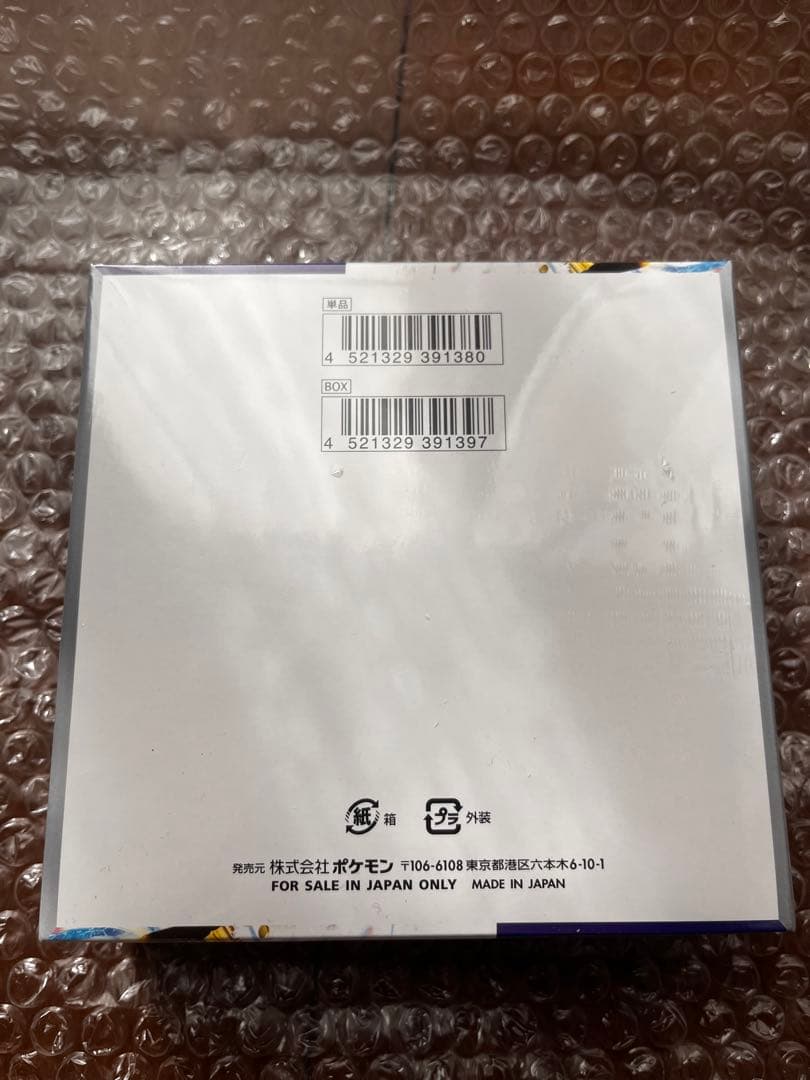 単品
4 521329 391380
BOX
4 521329 391397
紙 箱
プラ 外装
発売元 株式会社 ポケモン 〒106-6108 東京都港区六本木6-10-1
FOR SALE IN JAPAN ONLY MADE IN JAPAN